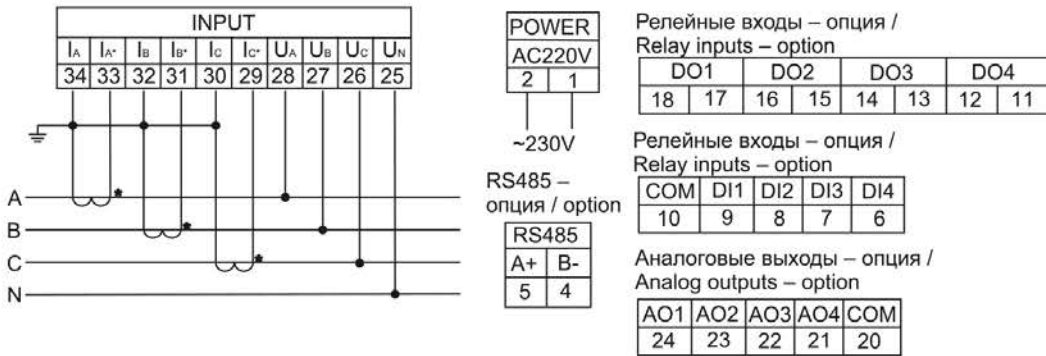 INPUT
IA IA* IB IB* IC IC* UA UB UC UN
34 33 32 31 30 29 28 27 26 25
A
B
C
N
POWER
AC220V
2 1
~230V
RS485 –
опция / option
RS485
A+ B-
5 4
Релейные входы – опция /
Relay inputs – option
DO1 DO2 DO3 DO4
18 17 16 15 14 13 12 11
Релейные входы – опция /
Relay inputs – option
COM DI1 DI2 DI3 DI4
10 9 8 7 6
Аналоговые выходы – опция /
Analog outputs – option
AO1 AO2 AO3 AO4 COM
24 23 22 21 20